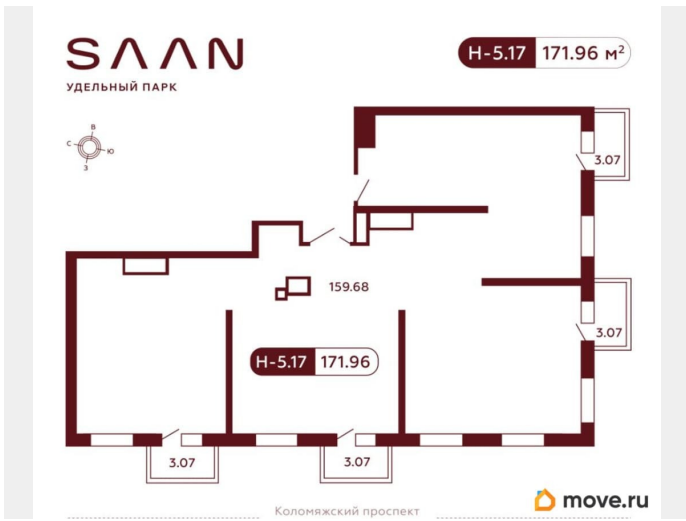 SAAN
УДЕЛЬНЫЙ ПАРК
Н-5.17 171.96 м²
В
С Ю
З
3.07
159.68
3.07
Н-5.17 171.96
3.07 3.07
Коломяжский проспект
move.ru